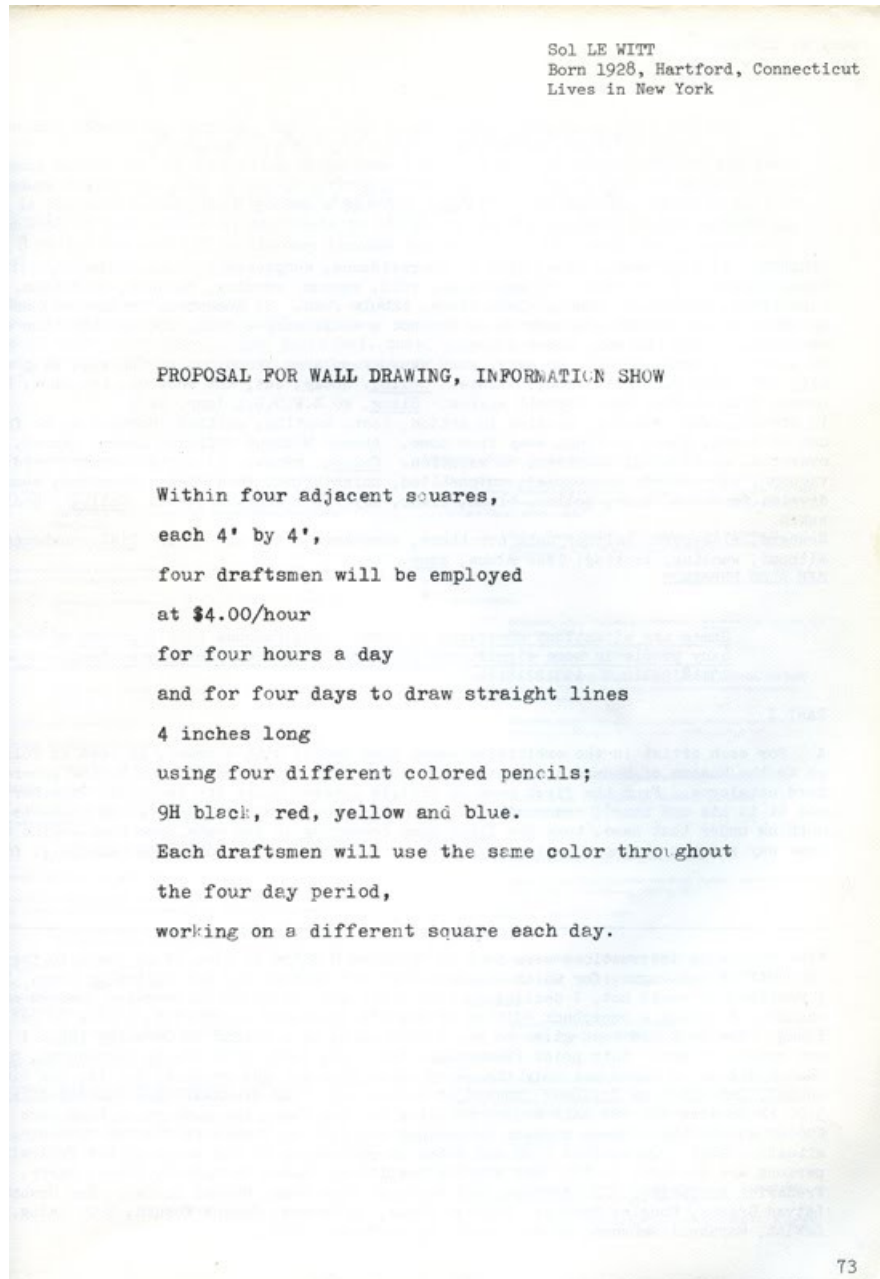 Sol LE WITT
Born 1928, Hartford, Connecticut
Lives in New York
PROPOSAL FOR WALL DRAWING, INFORMATION SHOW
Within four adjacent squares,
each 4' by 4',
four draftsmen will be employed
at $4.00/hour
for four hours a day
and for four days to draw straight lines
4 inches long
using four different colored pencils;
9H black, red, yellow and blue.
Each draftsmen will use the same color throughout
the four day period,
working on a different square each day.
73